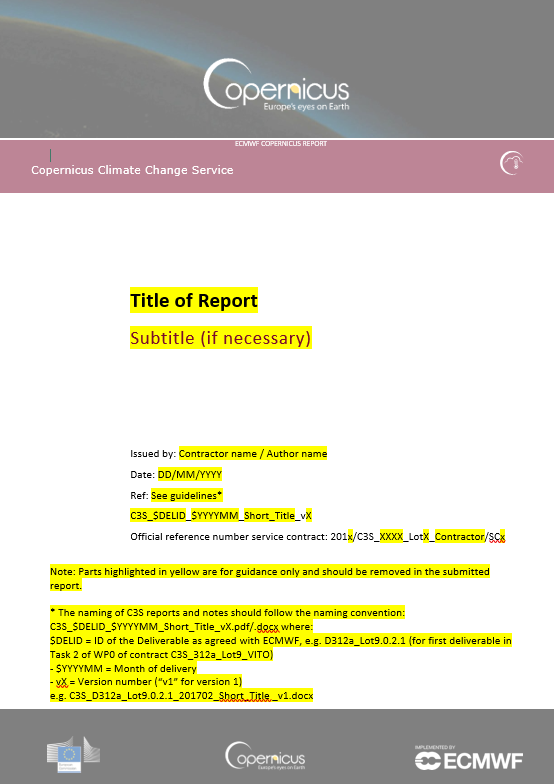 Copernicus
Europe's eyes on Earth
ECMWF COPERNICUS REPORT
Copernicus Climate Change Service
Title of Report
Subtitle (if necessary)
Issued by: Contractor name / Author name
Date: DD/MM/YYYY
Ref: See guidelines*
C3S_$DELID_$YYYYMM_Short_Title_vX
Official reference number service contract: 201x/C3S_XXXX_LotX_Contractor/SCx
Note: Parts highlighted in yellow are for guidance only and should be removed in the submitted
report.
* The naming of C3S reports and notes should follow the naming convention:
C3S_$DELID_$YYYYMM_Short_Title_vX.pdf/.docx where:
$DELID = ID of the Deliverable as agreed with ECMWF, e.g. D312a_Lot9.0.2.1 (for first deliverable in
Task 2 of WP0 of contract C3S_312a_Lot9_VITO)
- $YYYYMM = Month of delivery
- vX = Version number ("v1" for version 1)
e.g. C3S_D312a_Lot9.0.2.1_201702_Short_Title_v1.docx
Copernicus
Europe's eyes on Earth
IMPLEMENTED BY
ECMWF